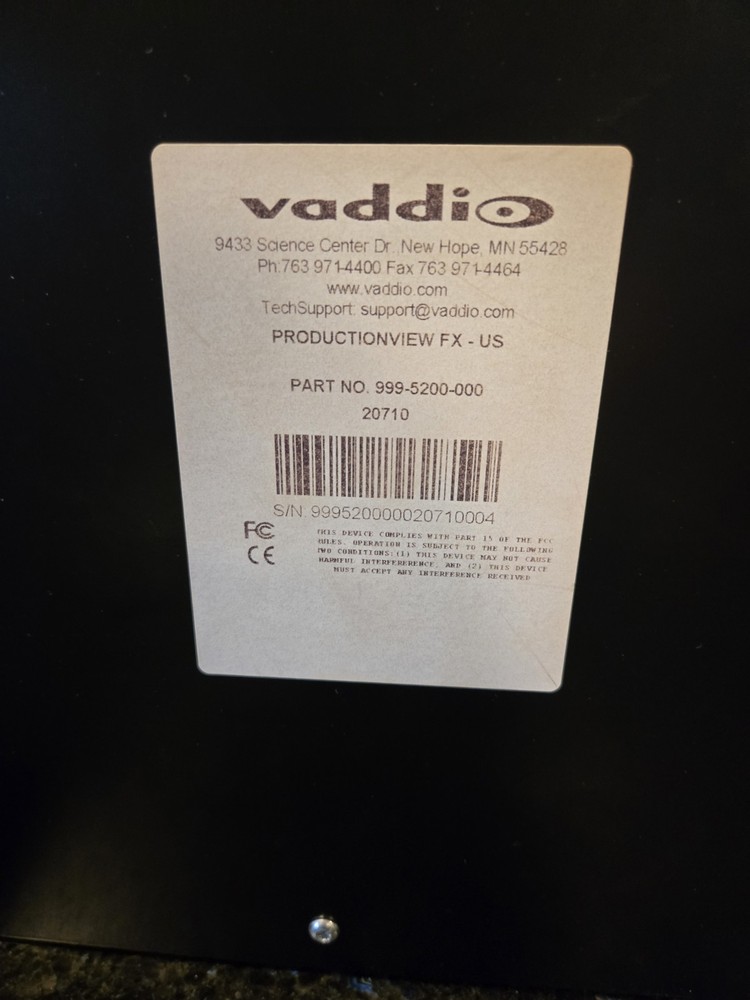 vaddio
9433 Science Center Dr. New Hope, MN 55428
Ph:763 971-4400 Fax 763 971-4464
www.vaddio.com
TechSupport: support@vaddio.com
PRODUCTIONVIEW FX - US
PART NO. 999-5200-000
20710
S/N: 999520000020710004
FC
CE
THIS DEVICE COMPLIES WITH PART 15 OF THE FCC
RULES. OPERATION IS SUBJECT TO THE FOLLOWING
TWO CONDITIONS:(1) THIS DEVICE MAY NOT CAUSE
HARMFUL INTERFERERENCE, AND (2) THIS DEVICE
MUST ACCEPT ANY INTERFERENCE RECEIVED